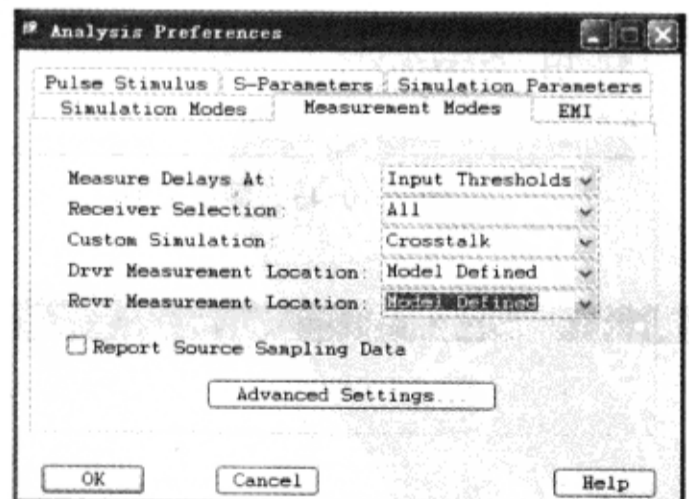 Analysis Preferences
Pulse Stimulus S-Parameters Simulation Parameters
Simulation Modes Measurement Modes EMI
Measure Delays At: Input Thresholds
Receiver Selection: All
Custom Simulation: Crosstalk
Drvr Measurement Location: Model Defined
Rcvr Measurement Location: Model Defined
Report Source Sampling Data
Advanced Settings...
OK Cancel Help